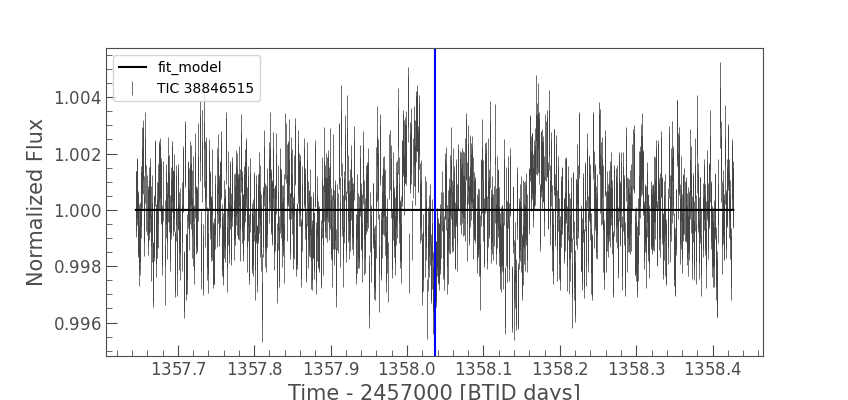 fit_model
TIC 38846515
1.004
1.002
1.000
0.998
0.996
Normalized Flux
1357.7 1357.8 1357.9 1358.0 1358.1 1358.2 1358.3 1358.4
Time - 2457000 [BTJD days]